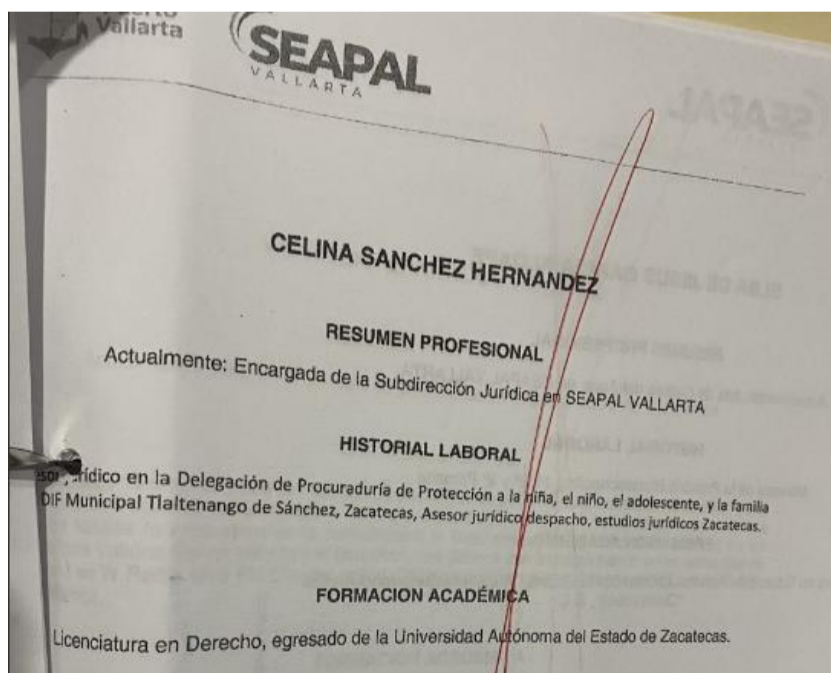 Vallarta
SEAPAL
VALLARTA
SEAPAL
CELINA SANCHEZ HERNANDEZ
RESUMEN PROFESIONAL
Actualmente: Encargada de la Subdirección Jurídica en SEAPAL VALLARTA
HISTORIAL LABORAL
rídico en la Delegación de Procuraduría de Protección a la niña, el niño, el adolescente, y la familia
DIF Municipal Tlaltenango de Sánchez, Zacatecas, Asesor jurídico despacho, estudios jurídicos Zacatecas.
FORMACION ACADÉMICA
Licenciatura en Derecho, egresado de la Universidad Autónoma del Estado de Zacatecas.